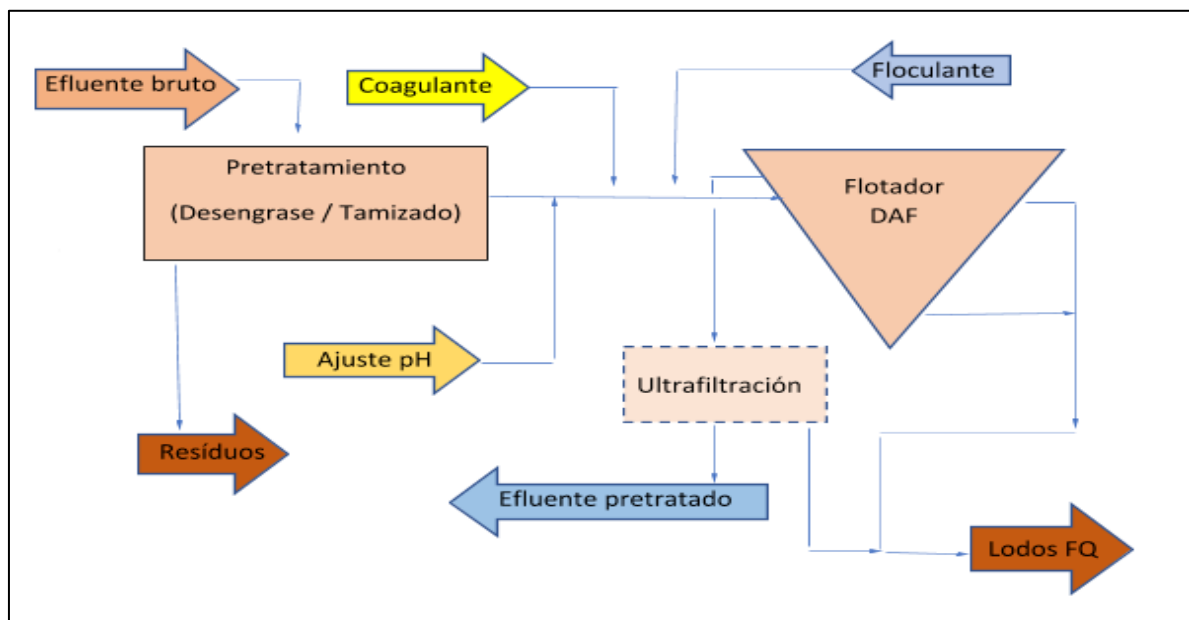 Efluente bruto
Coagulante
Floculante
Pretratamiento
(Desengrase / Tamizado)
Flotador
DAF
Ajuste pH
Ultrafiltración
Resíduos
Efluente pretratado
Lodos FQ